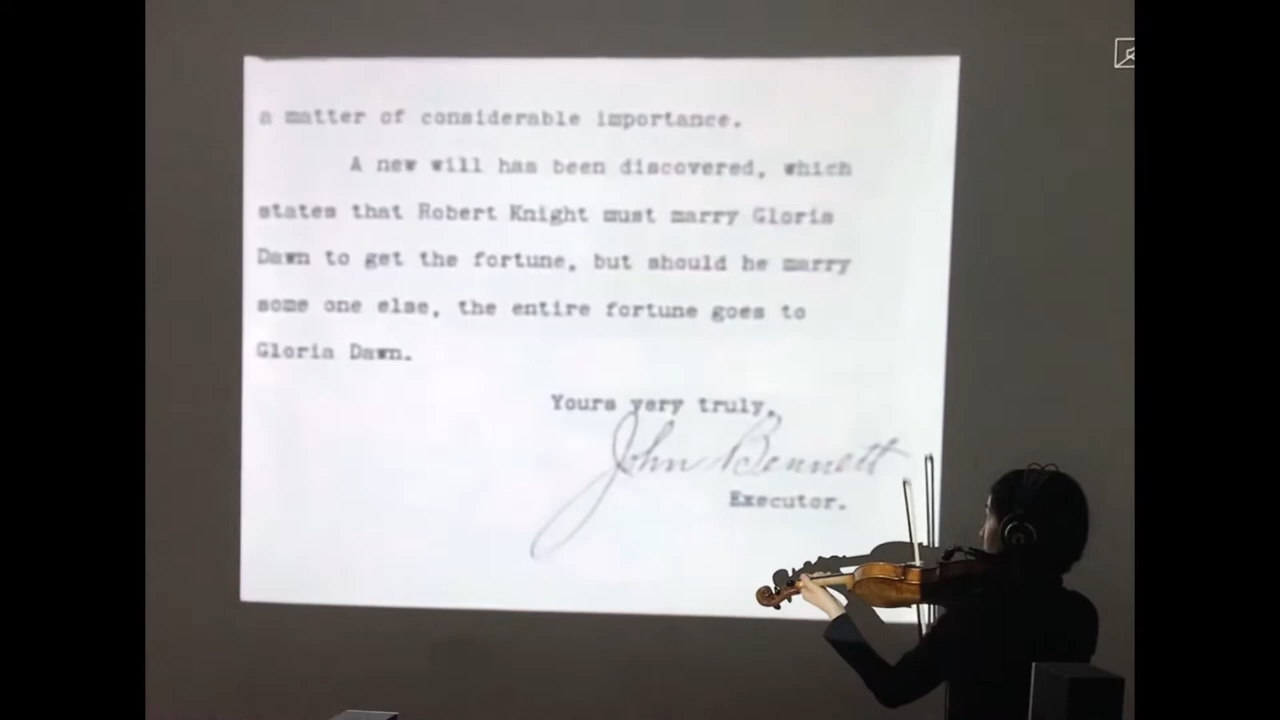 a matter of considerable importance.
A new will has been discovered, which
states that Robert Knight must marry Gloria
Dawn to get the fortune, but should he marry
some one else, the entire fortune goes to
Gloria Dawn.
Yours very truly,
John Bennett
Executor.